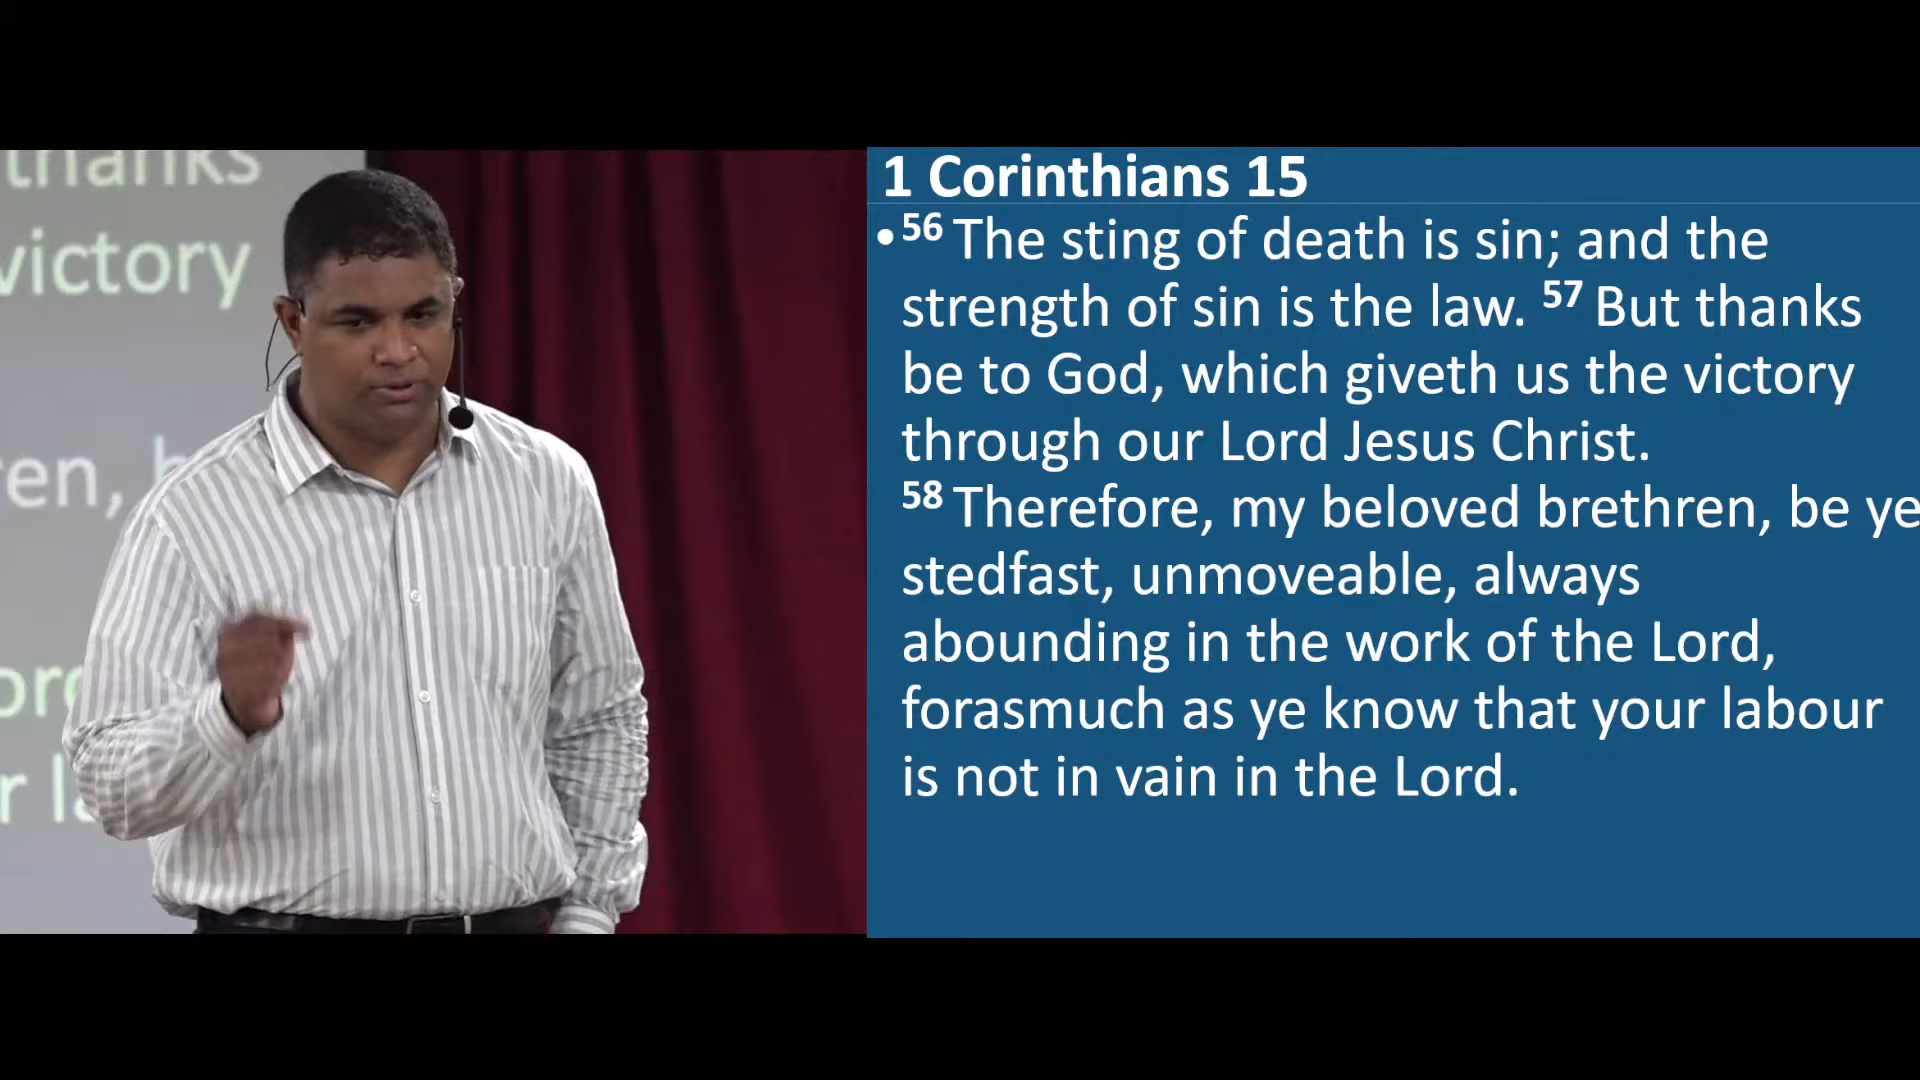 thanks
victory
ren,
1 Corinthians 15
•56 The sting of death is sin; and the
strength of sin is the law. 57 But thanks
be to God, which giveth us the victory
through our Lord Jesus Christ.
58 Therefore, my beloved brethren, be ye
stedfast, unmoveable, always
abounding in the work of the Lord,
forasmuch as ye know that your labour
is not in vain in the Lord.